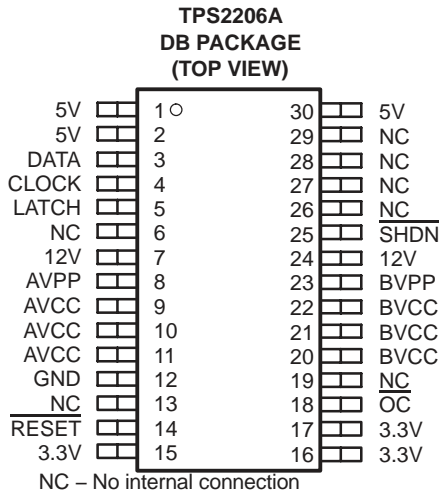 TPS2206A
DB PACKAGE
(TOP VIEW)
5V 1 30 5V
5V 2 29 NC
DATA 3 28 NC
CLOCK 4 27 NC
LATCH 5 26 NC
NC 6 25 SHDN
12V 7 24 12V
AVPP 8 23 BVPP
AVCC 9 22 BVCC
AVCC 10 21 BVCC
AVCC 11 20 BVCC
GND 12 19 NC
NC 13 18 OC
RESET 14 17 3.3V
3.3V 15 16 3.3V
NC – No internal connection